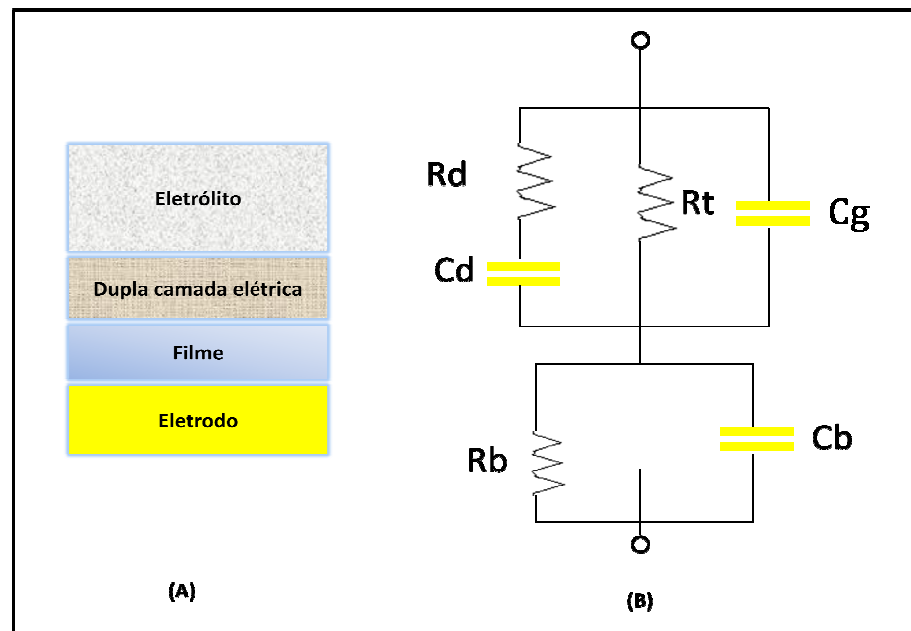 Eletrólito
Dupla camada elétrica
Filme
Eletrodo
(A)
Rd
Rt
Cg
Cd
Rb
Cb
(B)